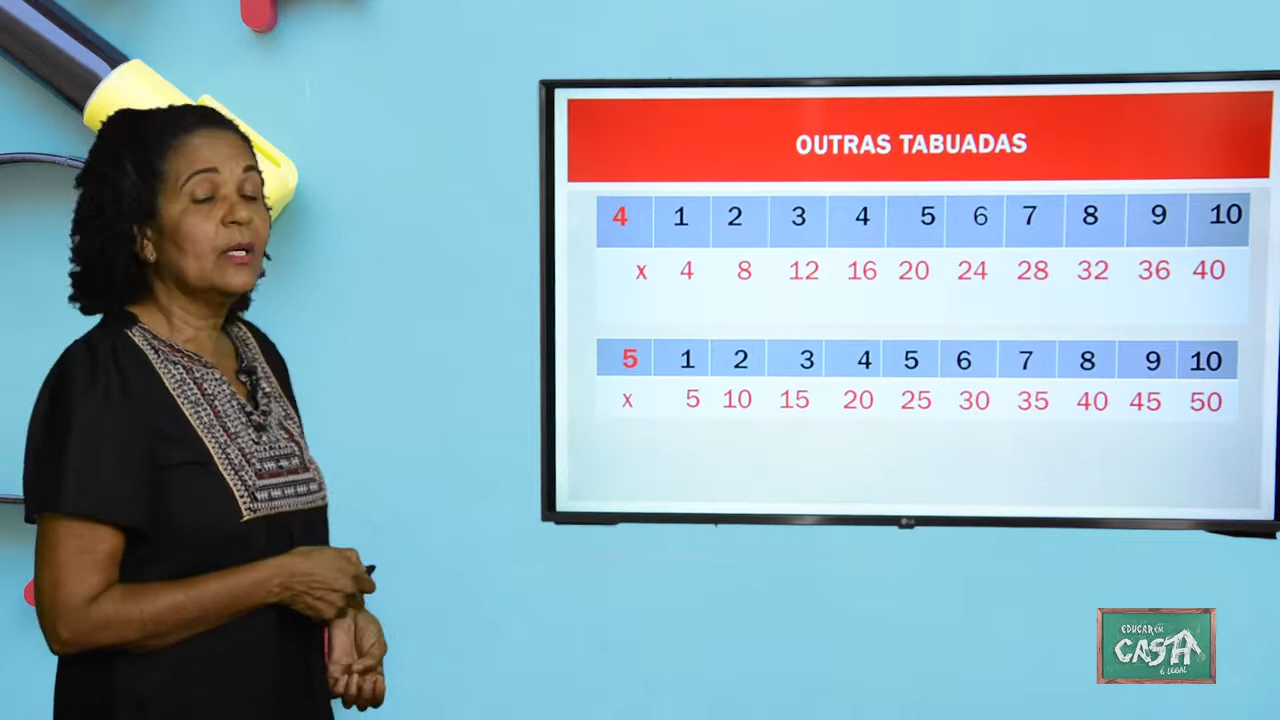 OUTRAS TABUADAS
4 1 2 3 4 5 6 7 8 9 10
x 4 8 12 16 20 24 28 32 36 40
5 1 2 3 4 5 6 7 8 9 10
x 5 10 15 20 25 30 35 40 45 50
LG
EDUCAR EM
CASA
É LEGAL